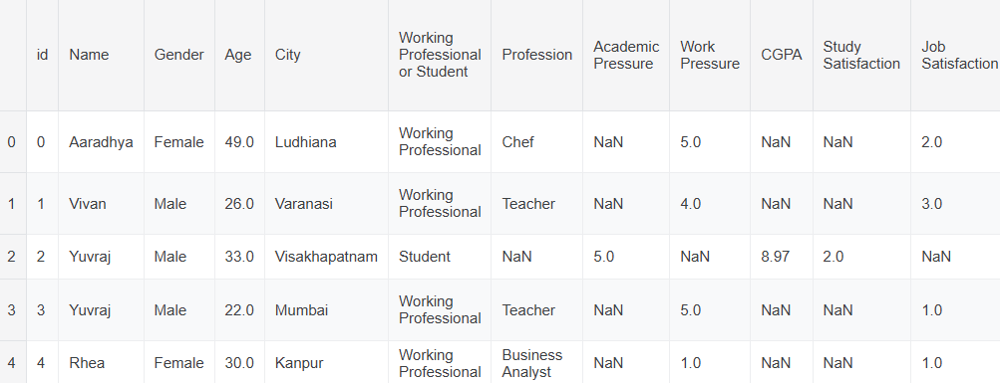 id Name Gender Age City Working Professional or Student Profession Academic Pressure Work Pressure CGPA Study Satisfaction Job Satisfaction
0 0 Aaradhya Female 49.0 Ludhiana Working Professional Chef NaN 5.0 NaN NaN 2.0
1 1 Vivan Male 26.0 Varanasi Working Professional Teacher NaN 4.0 NaN NaN 3.0
2 2 Yuvraj Male 33.0 Visakhapatnam Student NaN 5.0 NaN 8.97 2.0 NaN
3 3 Yuvraj Male 22.0 Mumbai Working Professional Teacher NaN 5.0 NaN NaN 1.0
4 4 Rhea Female 30.0 Kanpur Working Professional Business Analyst NaN 1.0 NaN NaN 1.0